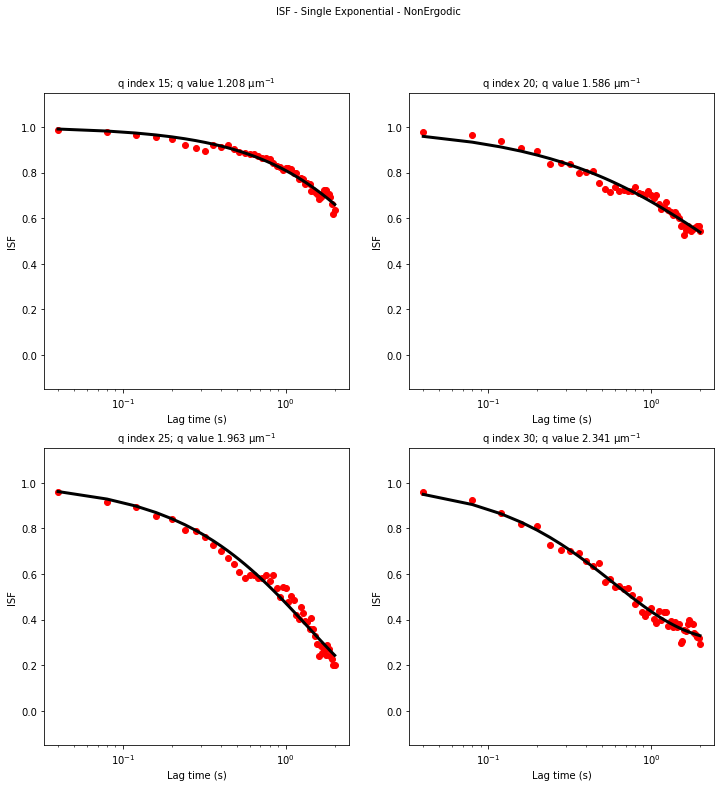 ISF - Single Exponential - NonErgodic
q index 15; q value 1.208 μm⁻¹
1.0
0.8
0.6
0.4
0.2
0.0
ISF
10⁻¹
10⁰
Lag time (s)
q index 20; q value 1.586 μm⁻¹
1.0
0.8
0.6
0.4
0.2
0.0
ISF
10⁻¹
10⁰
Lag time (s)
q index 25; q value 1.963 μm⁻¹
1.0
0.8
0.6
0.4
0.2
0.0
ISF
10⁻¹
10⁰
Lag time (s)
q index 30; q value 2.341 μm⁻¹
1.0
0.8
0.6
0.4
0.2
0.0
ISF
10⁻¹
10⁰
Lag time (s)